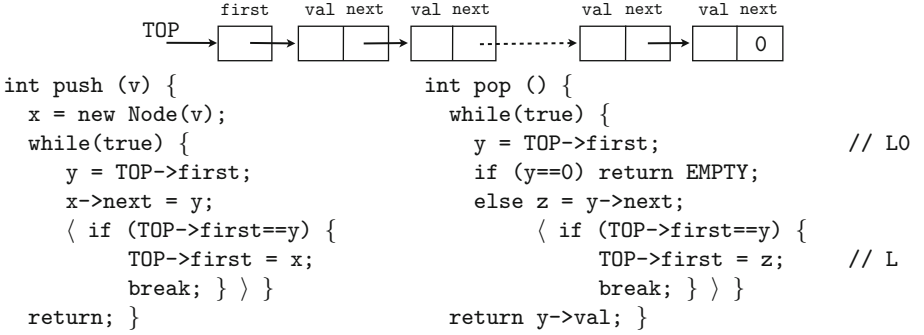 first val next val next val next val next
TOP 0
int push (v) {
x = new Node(v);
while(true) {
y = TOP->first;
x->next = y;
⟨ if (TOP->first==y) {
TOP->first = x;
break; } ⟩ }
return; }
int pop () {
while(true) {
y = TOP->first; // L0
if (y==0) return EMPTY;
else z = y->next;
⟨ if (TOP->first==y) {
TOP->first = z; // L
break; } ⟩ }
return y->val; }